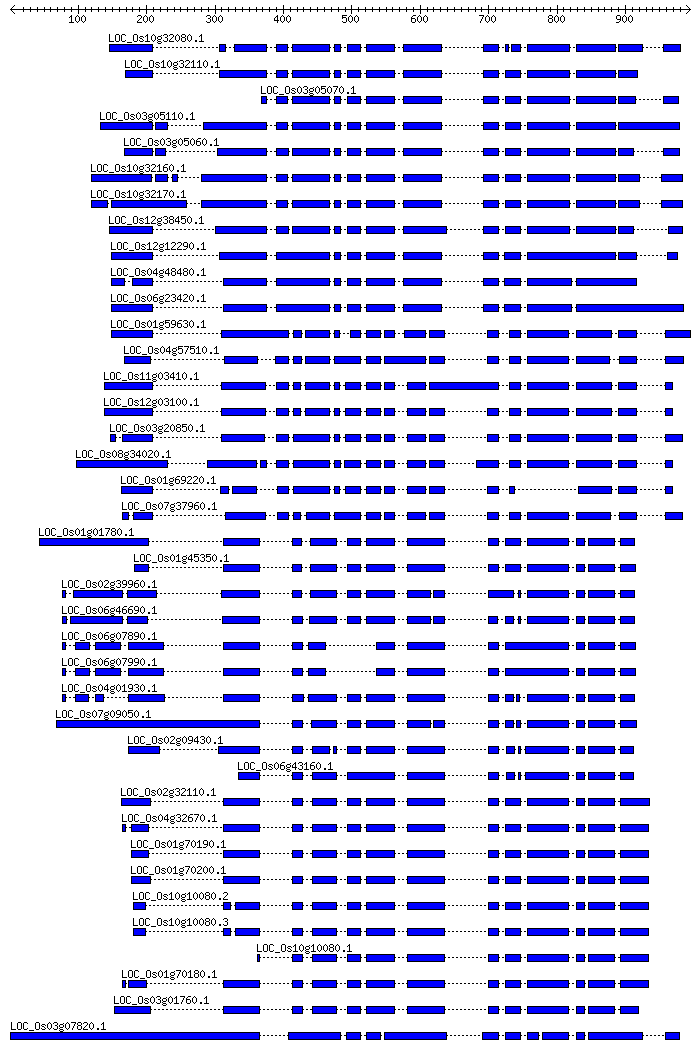 100 200 300 400 500 600 700 800 900
LOC_Os10g32080.1
LOC_Os10g32110.1
LOC_Os03g05070.1
LOC_Os03g05110.1
LOC_Os03g05060.1
LOC_Os10g32160.1
LOC_Os10g32170.1
LOC_Os12g38450.1
LOC_Os12g12290.1
LOC_Os04g48480.1
LOC_Os06g23420.1
LOC_Os01g59630.1
LOC_Os04g57510.1
LOC_Os11g03410.1
LOC_Os12g03100.1
LOC_Os03g20850.1
LOC_Os08g34020.1
LOC_Os01g69220.1
LOC_Os07g37960.1
LOC_Os01g01780.1
LOC_Os01g45350.1
LOC_Os02g39960.1
LOC_Os06g46690.1
LOC_Os06g07890.1
LOC_Os06g07990.1
LOC_Os04g01930.1
LOC_Os07g09050.1
LOC_Os02g09430.1
LOC_Os06g43160.1
LOC_Os02g32110.1
LOC_Os04g32670.1
LOC_Os01g70190.1
LOC_Os01g70200.1
LOC_Os10g10080.2
LOC_Os10g10080.3
LOC_Os10g10080.1
LOC_Os01g70180.1
LOC_Os03g01760.1
LOC_Os03g07820.1